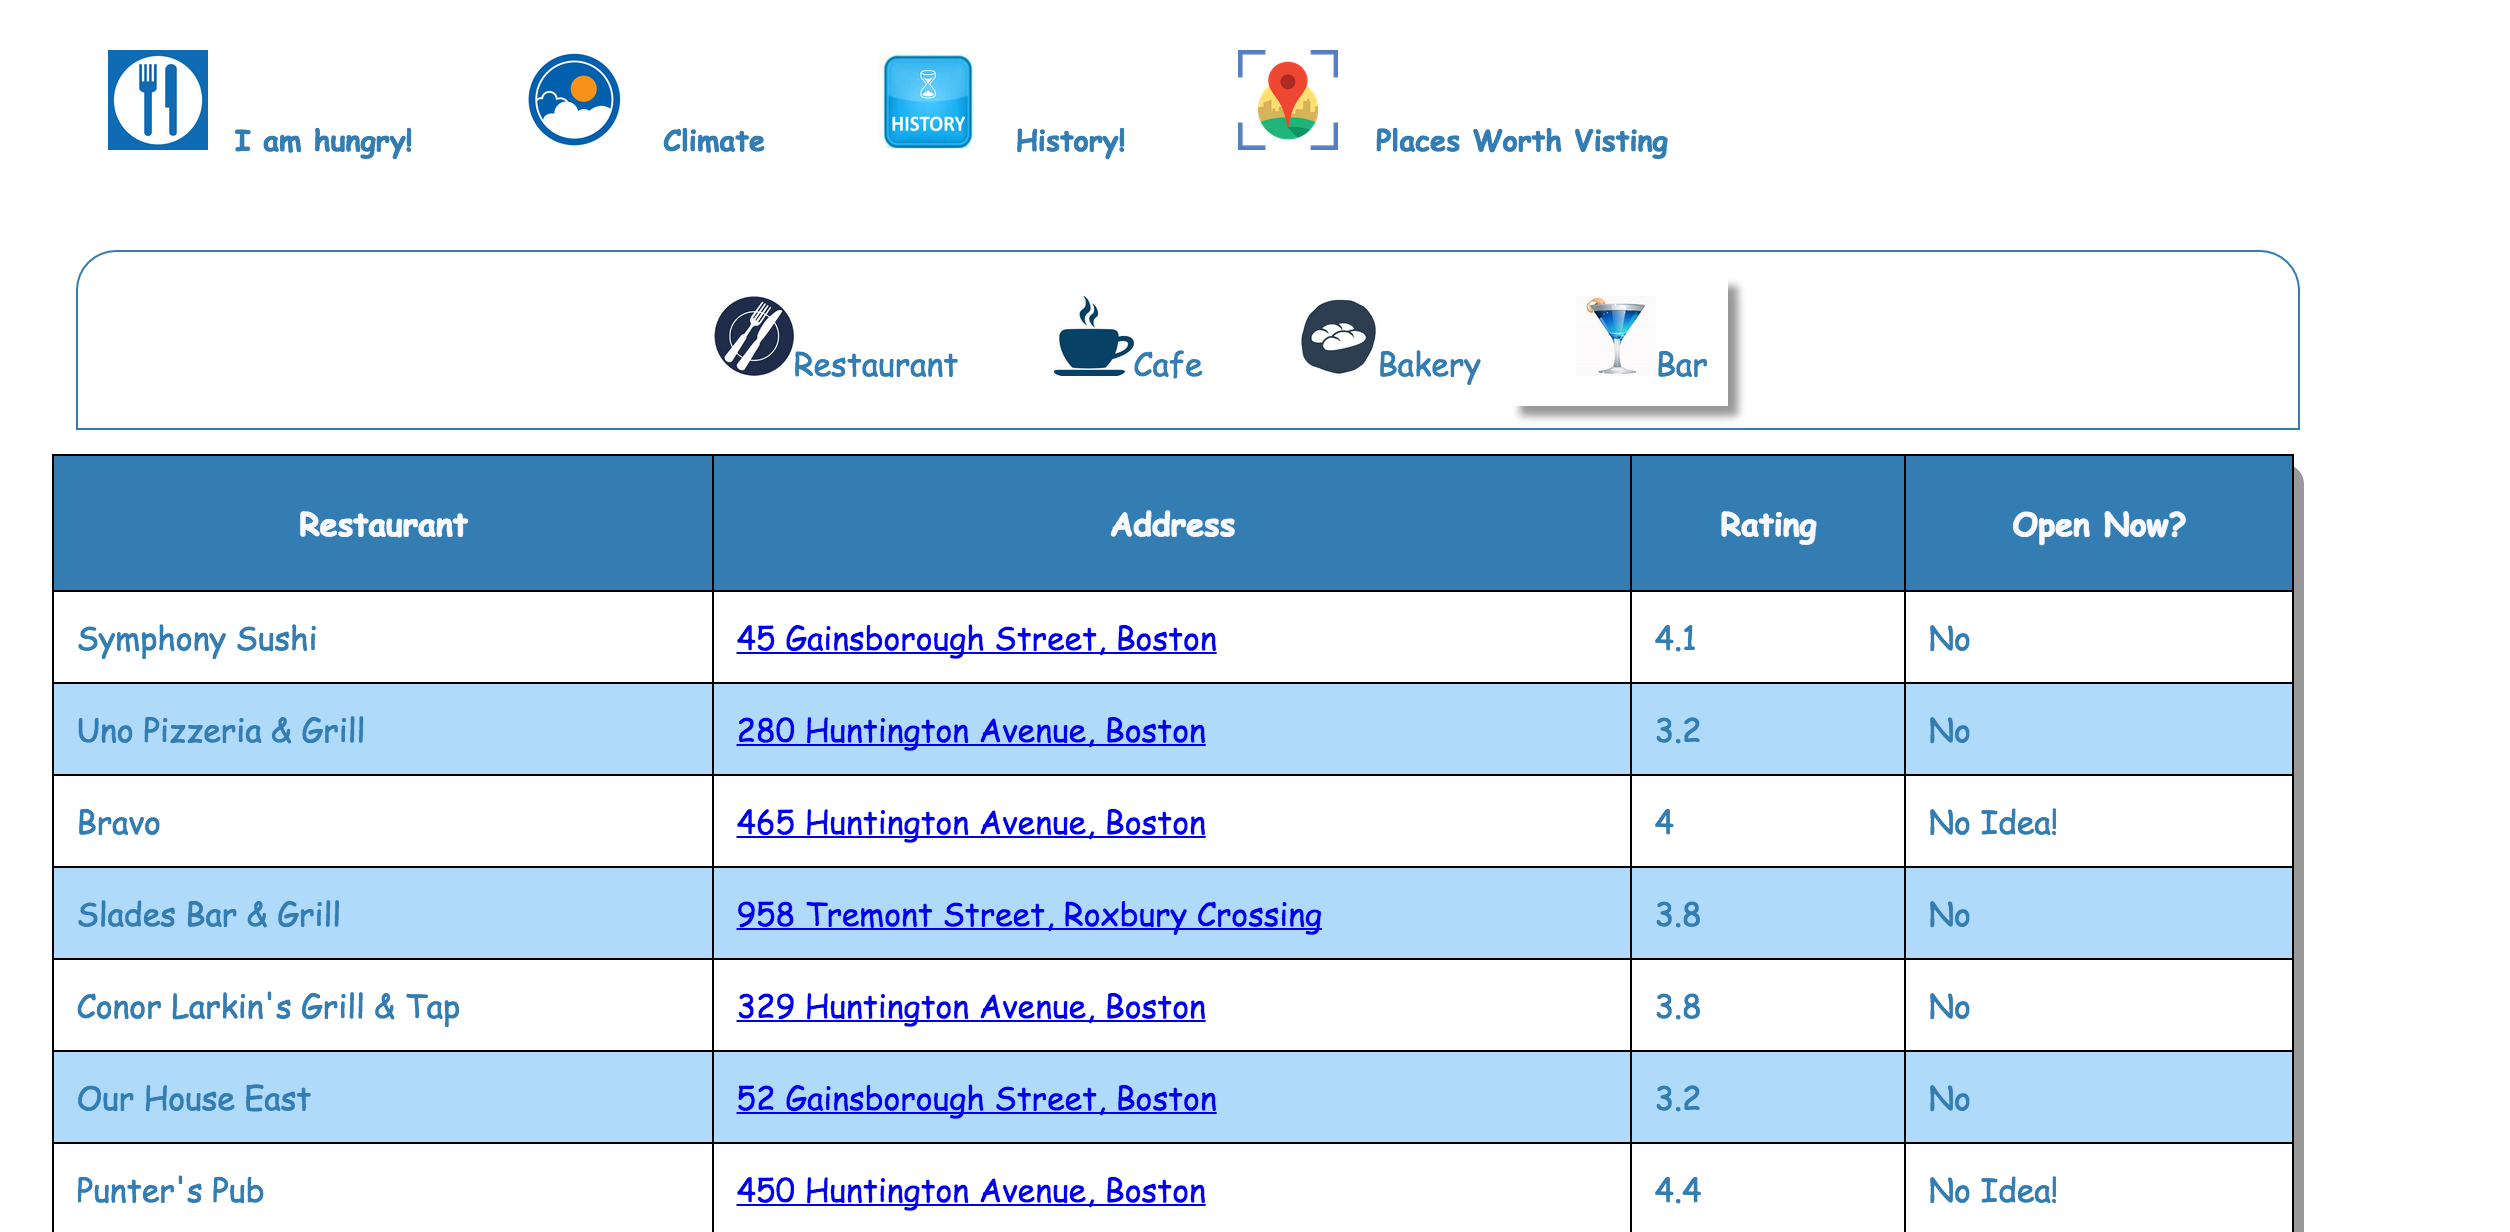 I am hungry! Climate HISTORY History! Places Worth Visting
Restaurant Cafe Bakery Bar
Restaurant Address Rating Open Now?
Symphony Sushi 45 Gainsborough Street, Boston 4.1 No
Uno Pizzeria & Grill 280 Huntington Avenue, Boston 3.2 No
Bravo 465 Huntington Avenue, Boston 4 No Idea!
Slades Bar & Grill 958 Tremont Street, Roxbury Crossing 3.8 No
Conor Larkin's Grill & Tap 329 Huntington Avenue, Boston 3.8 No
Our House East 52 Gainsborough Street, Boston 3.2 No
Punter's Pub 450 Huntington Avenue, Boston 4.4 No Idea!